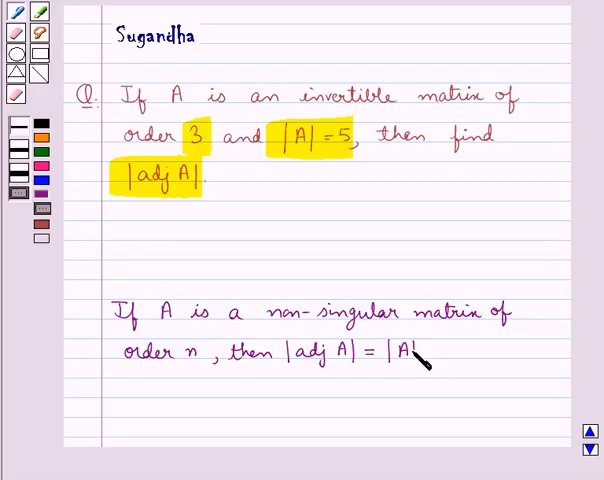 Sugandha
Q. If A is an invertible matrix of
order 3 and |A| = 5, then find
|adj A|.
If A is a non-singular matrix of
order n, then |adj A| = |A|